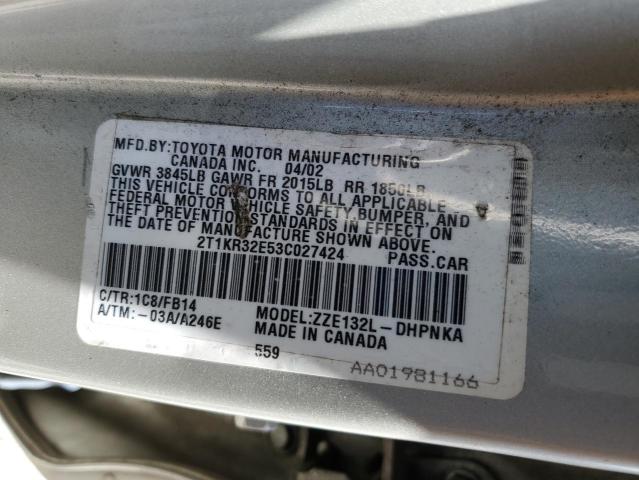 MFD.BY:TOYOTA MOTOR MANUFACTURING
CANADA INC. 04/02
GVWR 3845LB GAWR FR 2015LB RR 1850LB
THIS VEHICLE CONFORMS TO ALL APPLICABLE
FEDERAL MOTOR VEHICLE SAFETY, BUMPER, AND
THEFT PREVENTION STANDARDS IN EFFECT ON
THE DATE OF MANUFACTURE SHOWN ABOVE.
2T1KR32E53C027424 PASS.CAR
C/TR:1C8/FB14 MODEL:ZZE132L-DHPNKA
A/TM:-03A/A246E MADE IN CANADA
559
AA01981166